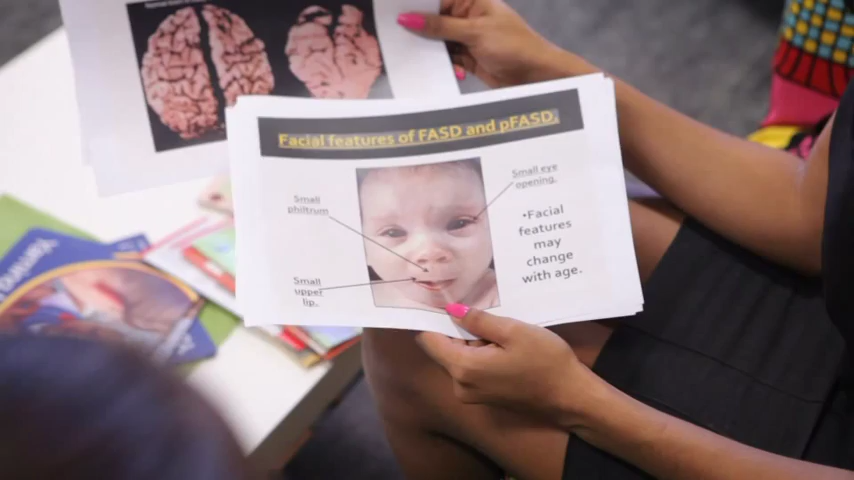 Facial features of FASD and pFASD.
Small eye
opening.
Small
philtrum
•Facial
features
may
change
with age.
Small
upper
lip.